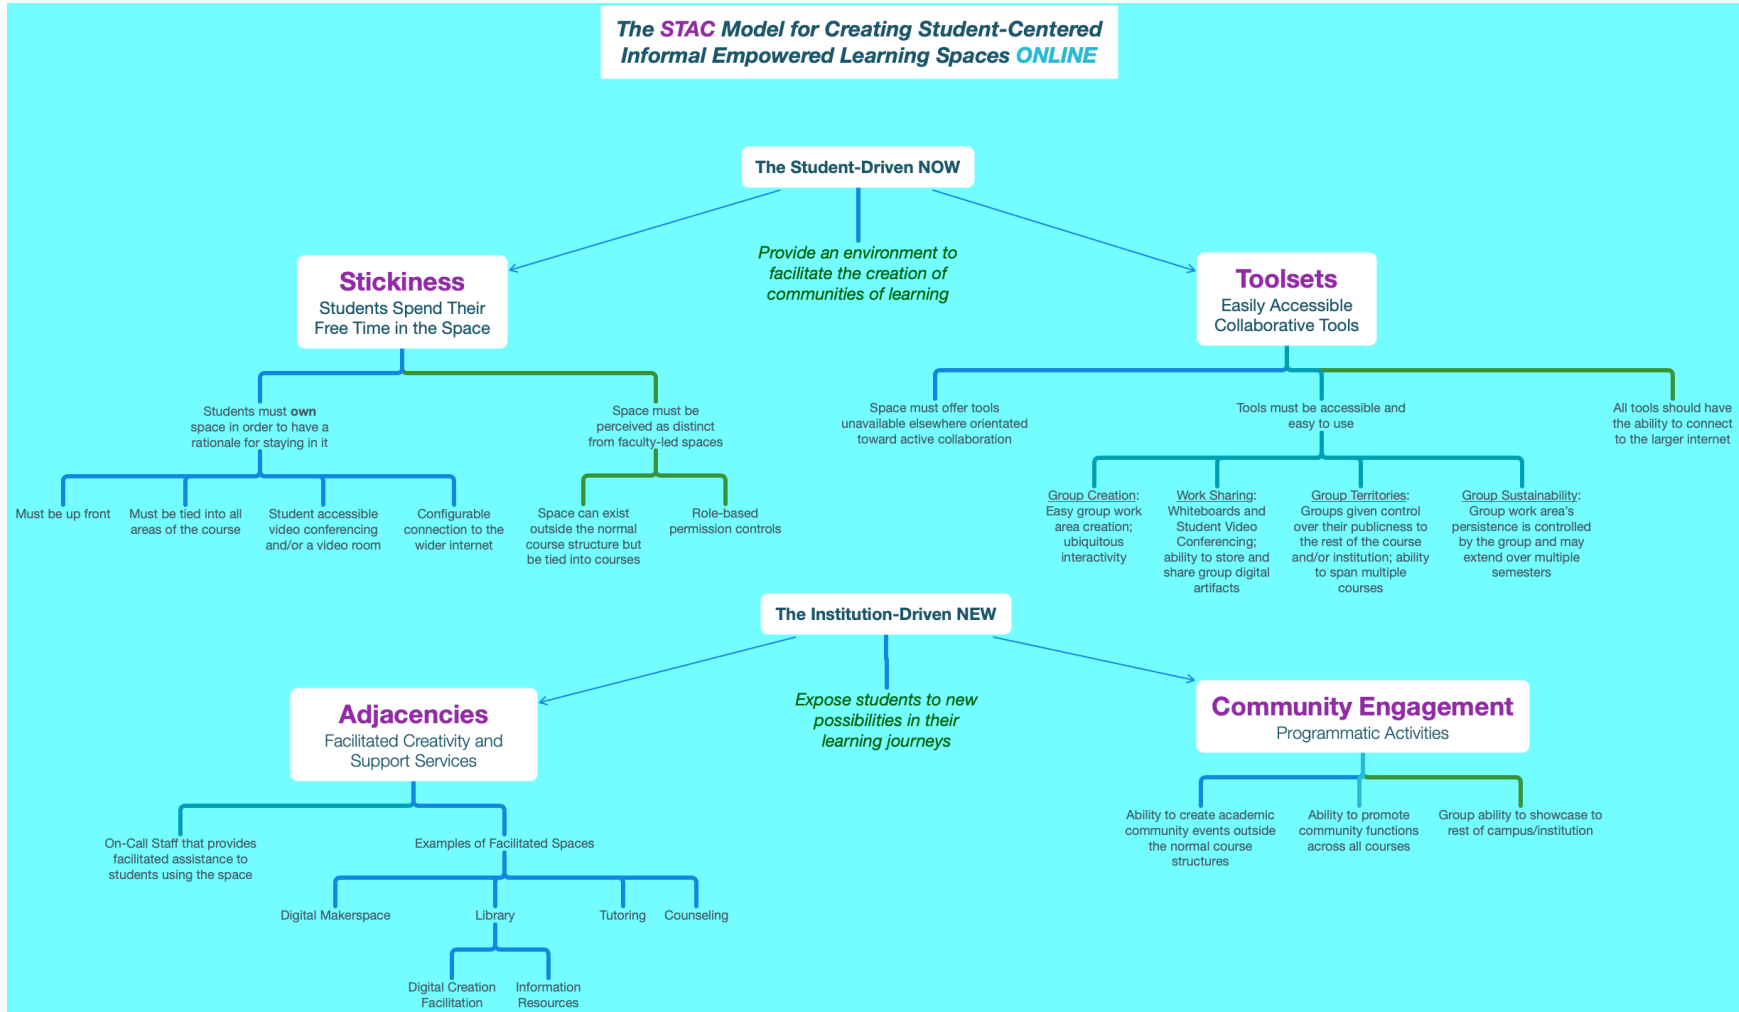 The STAC Model for Creating Student-Centered
Informal Empowered Learning Spaces ONLINE
The Student-Driven NOW
Provide an environment to
facilitate the creation of
communities of learning
Stickiness
Students Spend Their
Free Time in the Space
Students must own
space in order to have a
rationale for staying in it
Must be up front
Must be tied into all
areas of the course
Student accessible
video conferencing
and/or a video room
Configurable
connection to the
wider internet
Space must be
perceived as distinct
from faculty-led spaces
Space can exist
outside the normal
course structure but
be tied into courses
Role-based
permission controls
Toolsets
Easily Accessible
Collaborative Tools
Space must offer tools
unavailable elsewhere orientated
toward active collaboration
Tools must be accessible and
easy to use
Group Creation:
Easy group work
area creation;
ubiquitous
interactivity
Work Sharing:
Whiteboards and
Student Video
Conferencing;
ability to store and
share group digital
artifacts
Group Territories:
Groups given control
over their publicness to
the rest of the course
and/or institution; ability
to span multiple
courses
Group Sustainability:
Group work area's
persistence is controlled
by the group and may
extend over multiple
semesters
All tools should have
the ability to connect
to the larger internet
The Institution-Driven NEW
Expose students to new
possibilities in their
learning journeys
Adjacencies
Facilitated Creativity and
Support Services
On-Call Staff that provides
facilitated assistance to
students using the space
Examples of Facilitated Spaces
Digital Makerspace
Library
Digital Creation
Facilitation
Information
Resources
Tutoring
Counseling
Community Engagement
Programmatic Activities
Ability to create academic
community events outside
the normal course
structures
Ability to promote
community functions
across all courses
Group ability to showcase to
rest of campus/institution